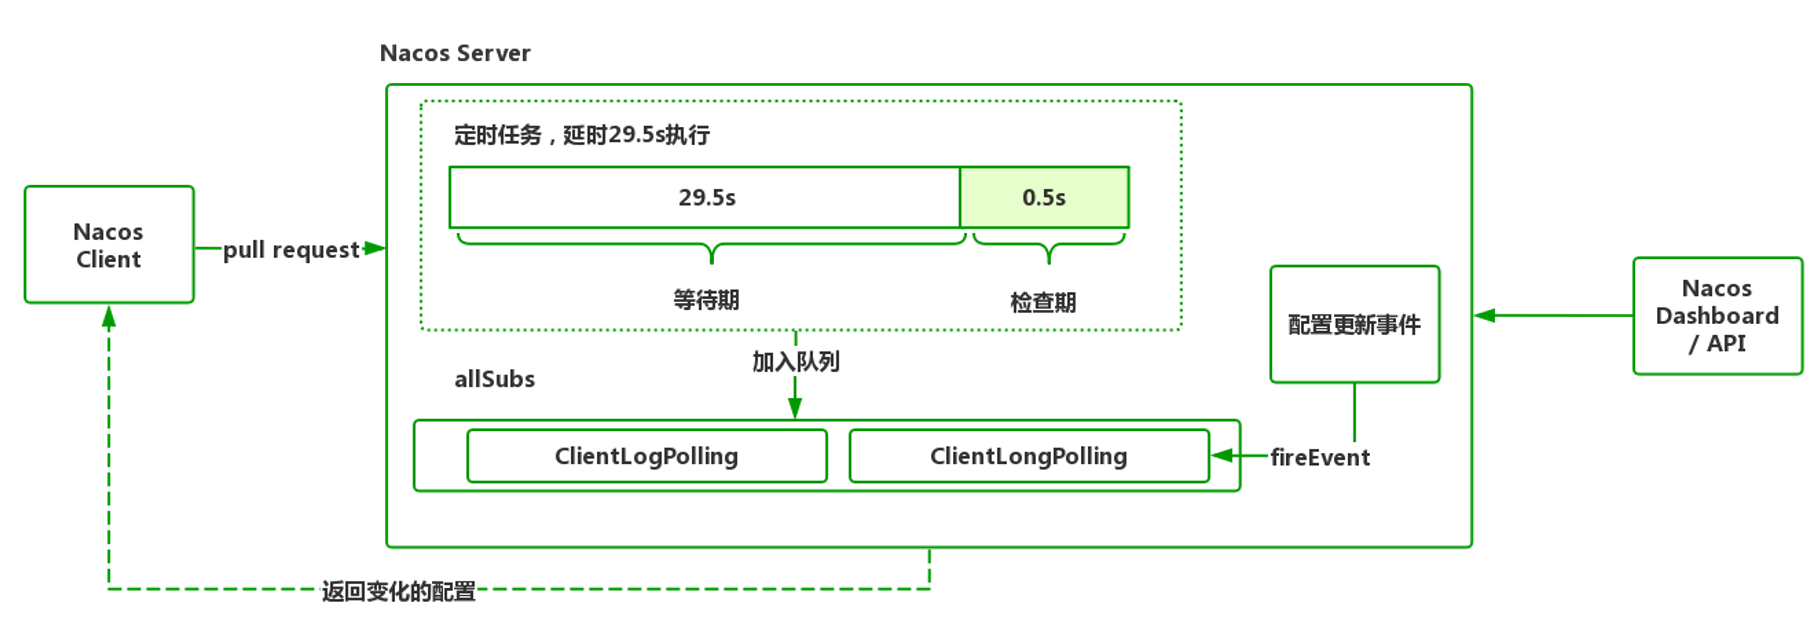 Nacos Server
定时任务，延时29.5s执行
29.5s
0.5s
等待期
检查期
Nacos
Client
pull request
配置更新事件
Nacos
Dashboard
/ API
加入队列
allSubs
ClientLogPolling
ClientLongPolling
fireEvent
返回变化的配置